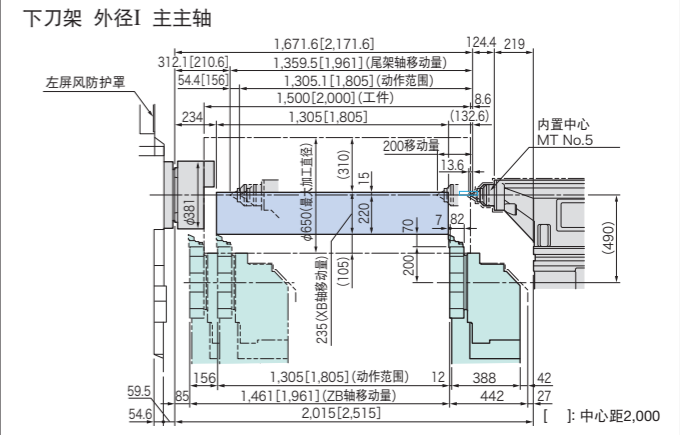 下刀架 外径I 主主轴
1,671.6[2,171.6]
124.4
219
312.1[210.6]
1,359.5[1,961](尾架轴移动量)
54.4[156]
1,305.1[1,805](动作范围)
左屏风防护罩
1,500[2,000](工件)
8.6
234
1,305[1,805]
(132.6)
内置中心
MT No.5
200移动量
13.6
φ381
φ650(最大加工直径)
(310)
15
220
235(XB轴移动量)
(105)
70
200
7
82
(490)
156
1,305[1,805](动作范围)
12
388
42
59.5
85
1,461[1,961](ZB轴移动量)
442
27
54.6
2,015[2,515]
[ ]: 中心距2,000